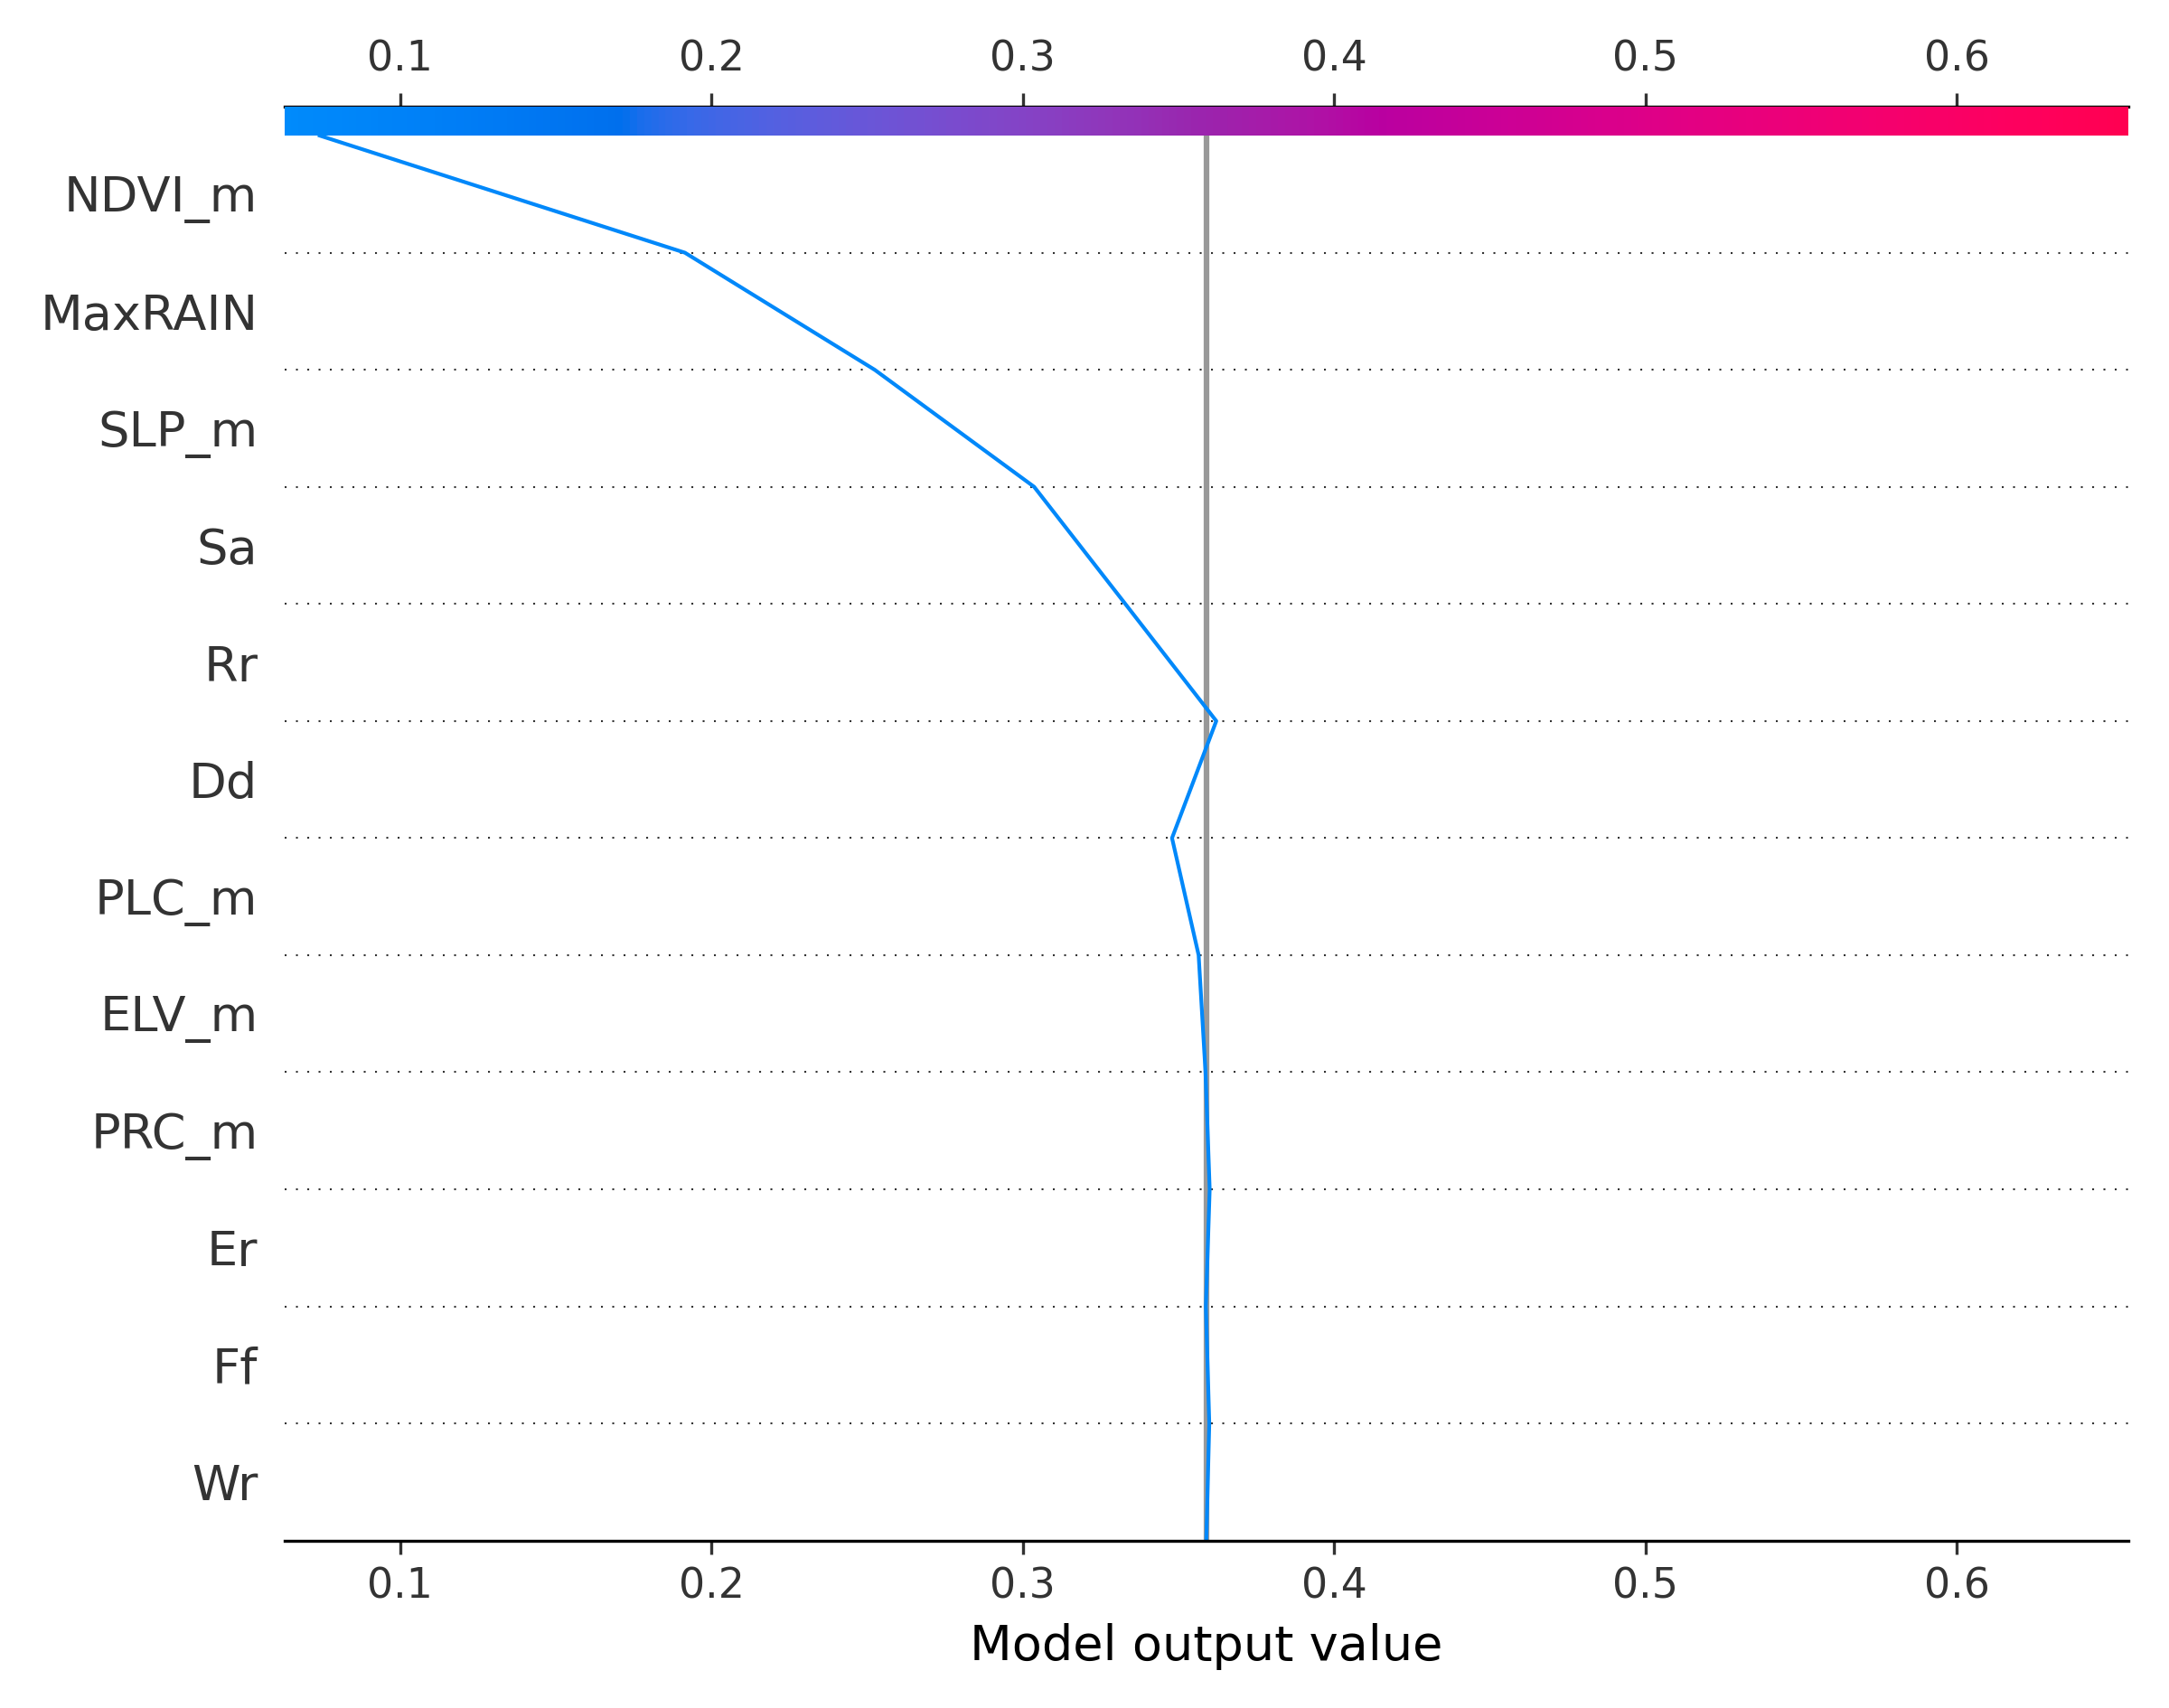 0.1 0.2 0.3 0.4 0.5 0.6
NDVI_m
MaxRAIN
SLP_m
Sa
Rr
Dd
PLC_m
ELV_m
PRC_m
Er
Ff
Wr
0.1 0.2 0.3 0.4 0.5 0.6
Model output value